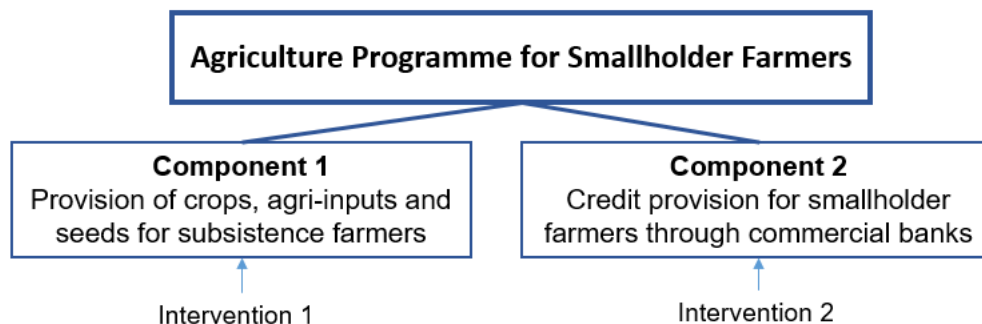 Agriculture Programme for Smallholder Farmers
Component 1
Provision of crops, agri-inputs and
seeds for subsistence farmers
Component 2
Credit provision for smallholder
farmers through commercial banks
Intervention 1
Intervention 2